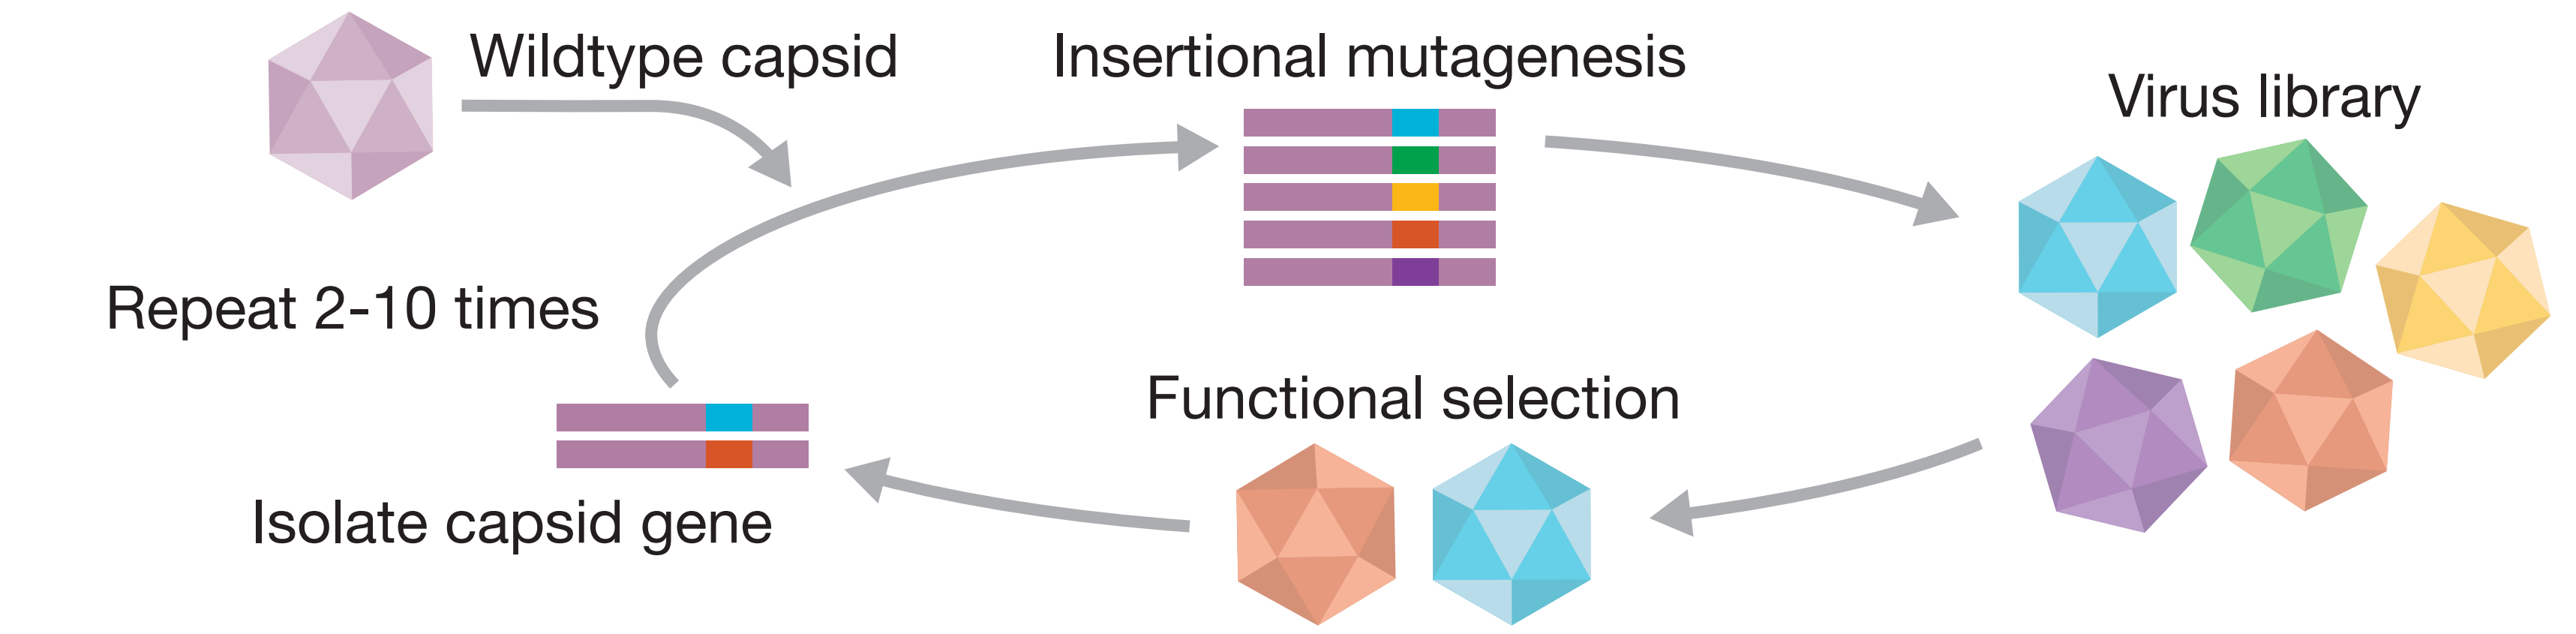 Wildtype capsid
Insertional mutagenesis
Virus library
Repeat 2-10 times
Functional selection
Isolate capsid gene